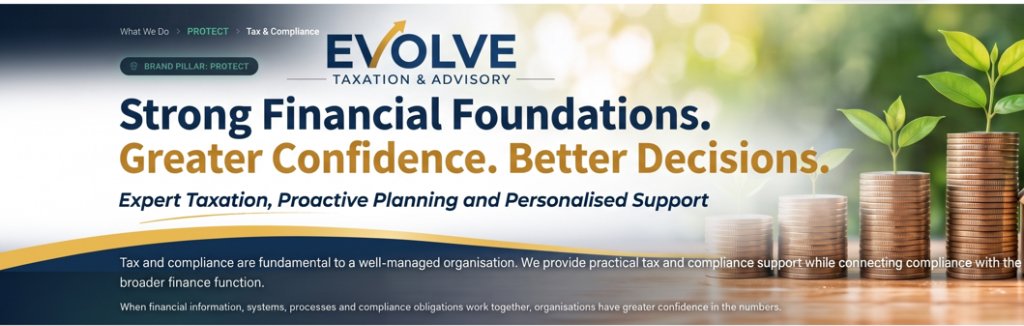 What We Do > PROTECT > Tax & Compliance
EVOLVE
TAXATION & ADVISORY
BRAND PILLAR: PROTECT
Strong Financial Foundations.
Greater Confidence. Better Decisions.
Expert Taxation, Proactive Planning and Personalised Support
Tax and compliance are fundamental to a well-managed organisation. We provide practical tax and compliance support while connecting compliance with the
broader finance function.
When financial information, systems, processes and compliance obligations work together, organisations have greater confidence in the numbers.